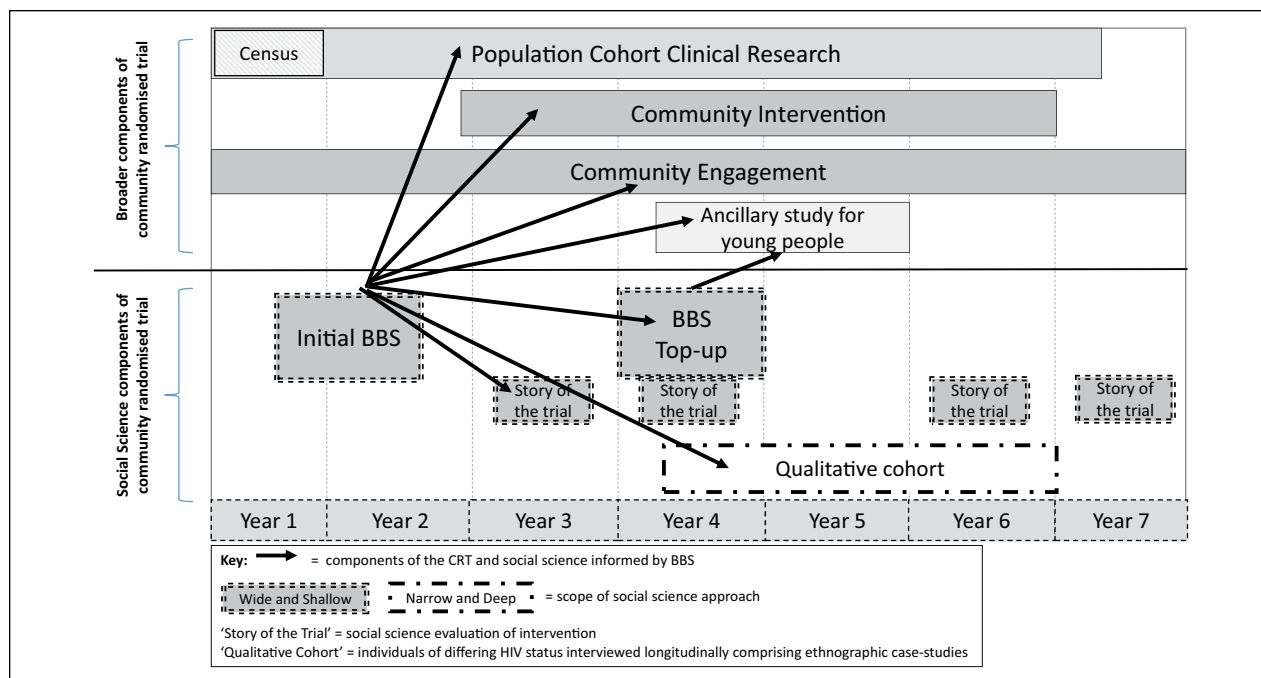 Broader components of
community randomised trial
Census
Population Cohort Clinical Research
Community Intervention
Community Engagement
Ancillary study for
young people
Social Science components of
community randomised trial
Initial BBS
BBS
Top-up
Story of
the trial
Story of
the trial
Story of
the trial
Story of
the trial
Qualitative cohort
Year 1
Year 2
Year 3
Year 4
Year 5
Year 6
Year 7
Key: = components of the CRT and social science informed by BBS
Wide and Shallow
Narrow and Deep
= scope of social science approach
‘Story of the Trial’ = social science evaluation of intervention
‘Qualitative Cohort’ = individuals of differing HIV status interviewed longitudinally comprising ethnographic case-studies